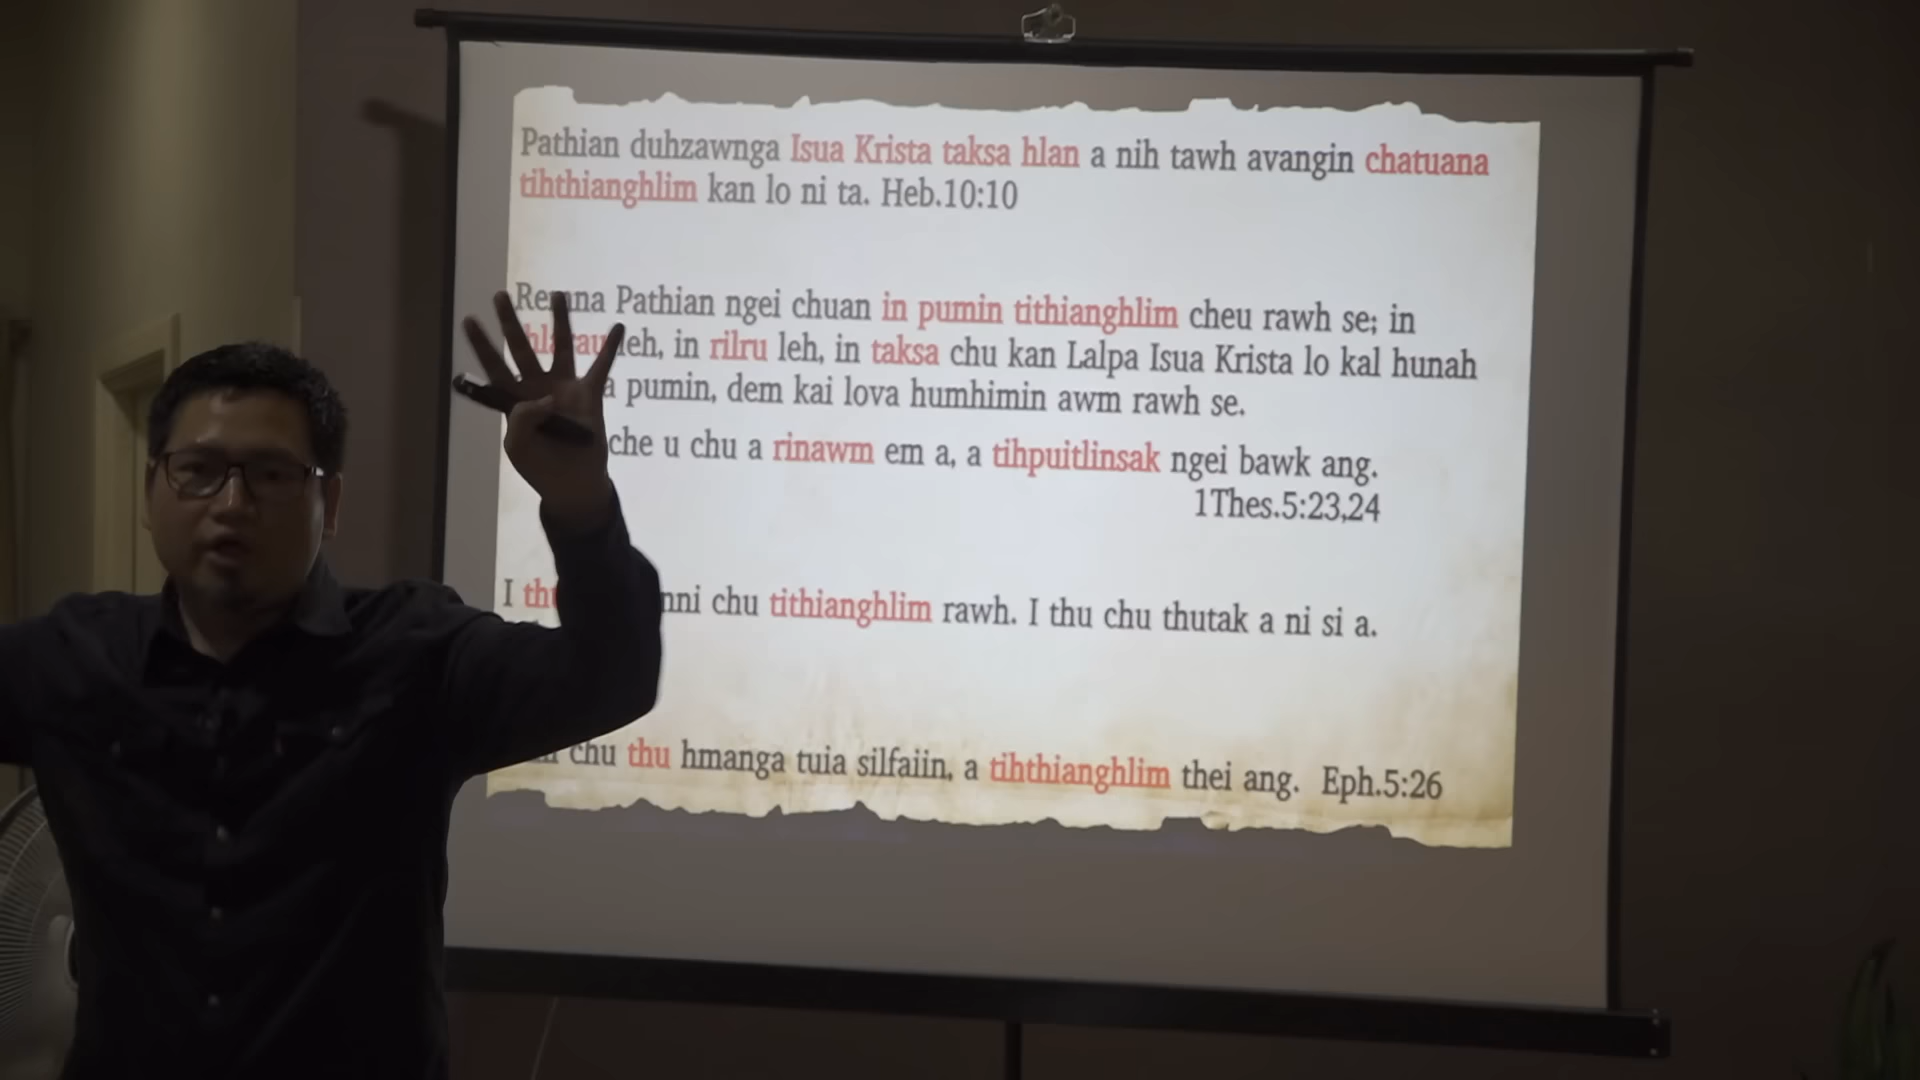 Pathian duhzawnga Isua Krista taksa hlan a nih tawh avangin chatuana
tihthianghlim kan lo ni ta. Heb.10:10
Remna Pathian ngei chuan in pumin tithianghlim cheu rawh se; in
leh, in rilru leh, in taksa chu kan Lalpa Isua Krista lo kal hunah
pumin, dem kai lova humhimin awm rawh se.
che u chu a rinawm em a, a tihpuitlinsak ngei bawk ang.
1Thes.5:23,24
I chu tithianghlim rawh. I thu chu thutak a ni si a.
chu thu hmanga tuia silfaiin, a tihthianghlim thei ang. Eph.5:26